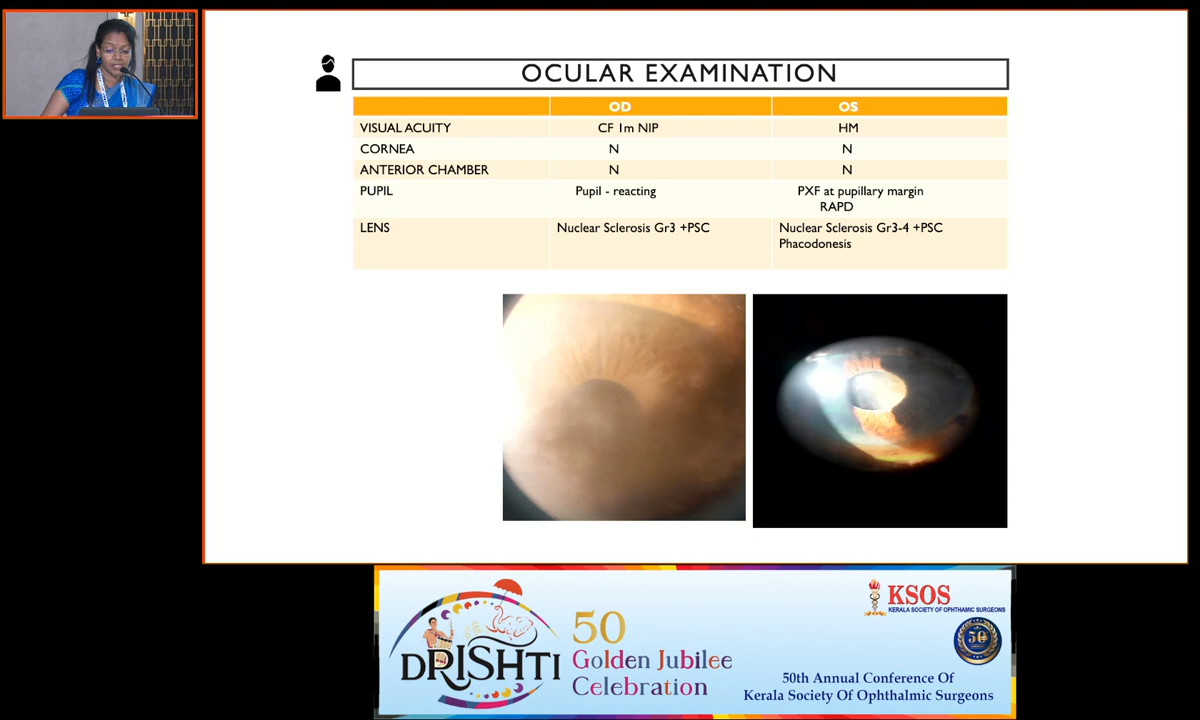 OCULAR EXAMINATION
OD OS
VISUAL ACUITY CF 1m NIP HM
CORNEA N N
ANTERIOR CHAMBER N N
PUPIL Pupil - reacting PXF at pupillary margin
RAPD
LENS Nuclear Sclerosis Gr3 +PSC Nuclear Sclerosis Gr3-4 +PSC
Phacodonesis
DRISHTI
50
Golden Jubilee
Celebration
KSOS
KERALA SOCIETY OF OPHTHAMIC SURGEONS
50
50th Annual Conference Of
Kerala Society Of Ophthalmic Surgeons